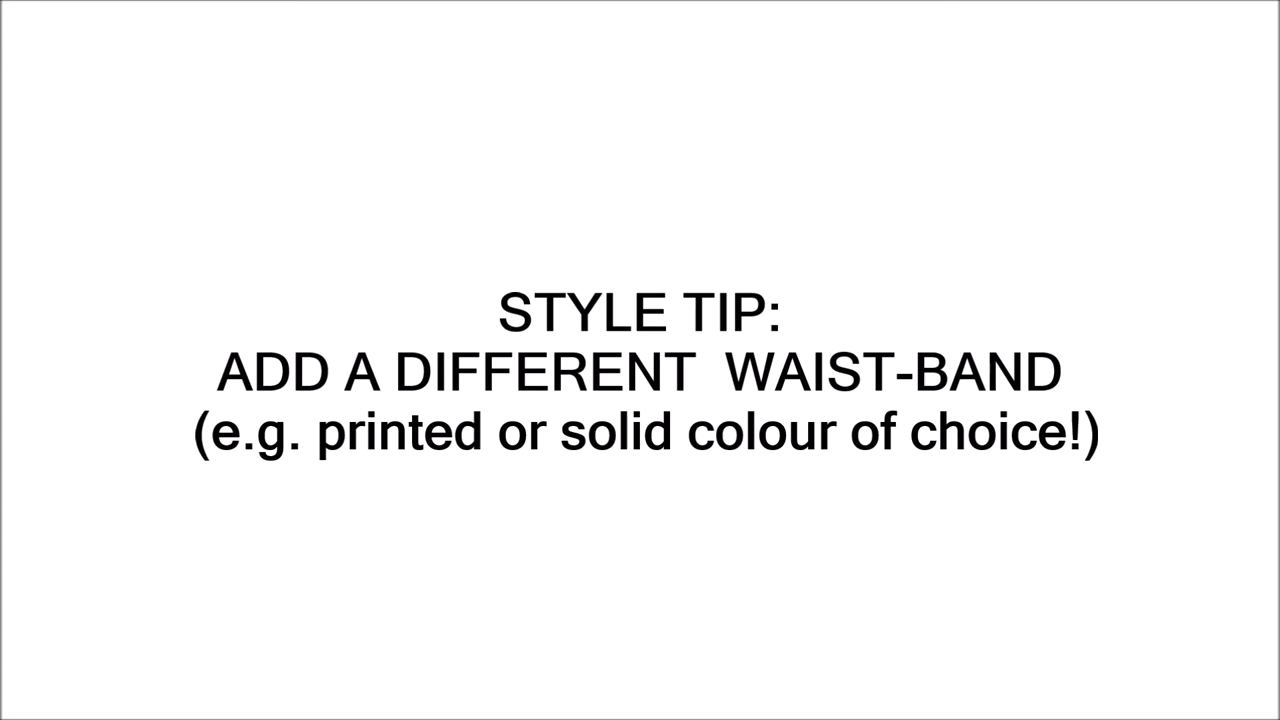 STYLE TIP:
ADD A DIFFERENT  WAIST-BAND
(e.g. printed or solid colour of choice!)